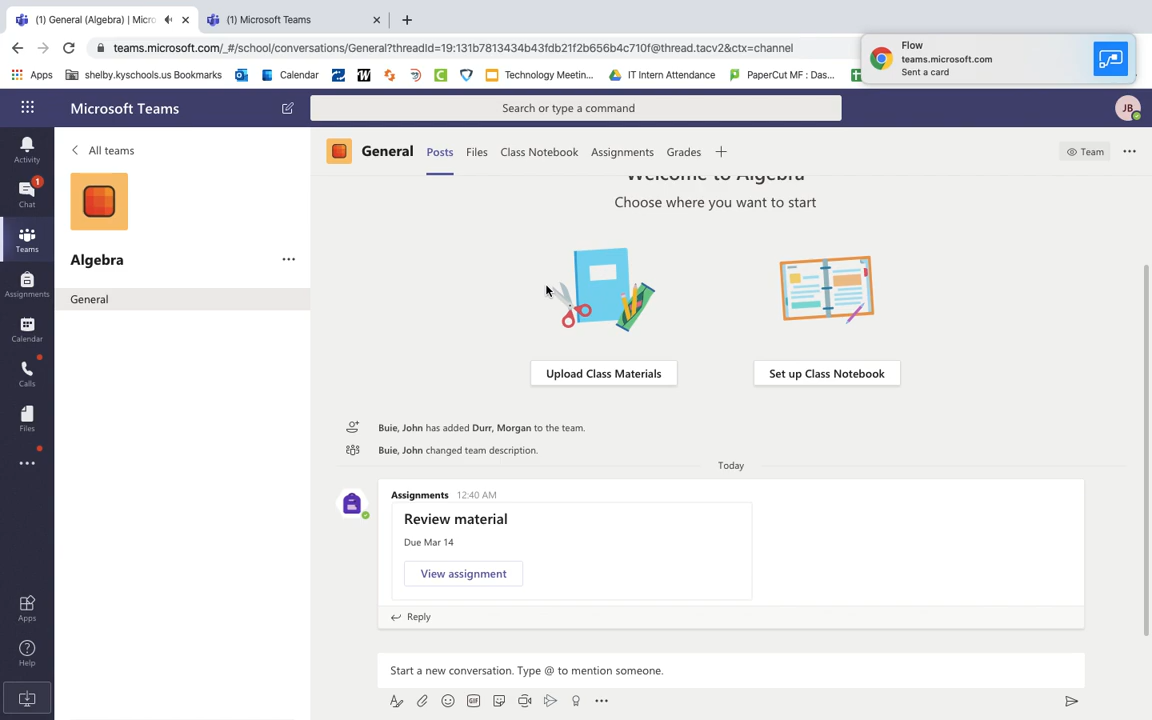 (1) General (Algebra) | Micro
(1) Microsoft Teams
teams.microsoft.com/_#/school/conversations/General?threadId=19:131b7813434b43fdb21f2b656b4c710f@thread.tacv2&ctx=channel
Flow
teams.microsoft.com
Sent a card
Apps
shelby.kyschools.us Bookmarks
Calendar
Technology Meetin...
IT Intern Attendance
PaperCut MF : Das...
Microsoft Teams
Search or type a command
JB
Activity
Chat
1
Teams
Assignments
Calendar
Calls
Files
Apps
Help
All teams
Algebra
General
General
Posts
Files
Class Notebook
Assignments
Grades
Team
Welcome to Algebra
Choose where you want to start
Upload Class Materials
Set up Class Notebook
Buie, John has added Durr, Morgan to the team.
Buie, John changed team description.
Today
Assignments 12:40 AM
Review material
Due Mar 14
View assignment
Reply
Start a new conversation. Type @ to mention someone.
GIF